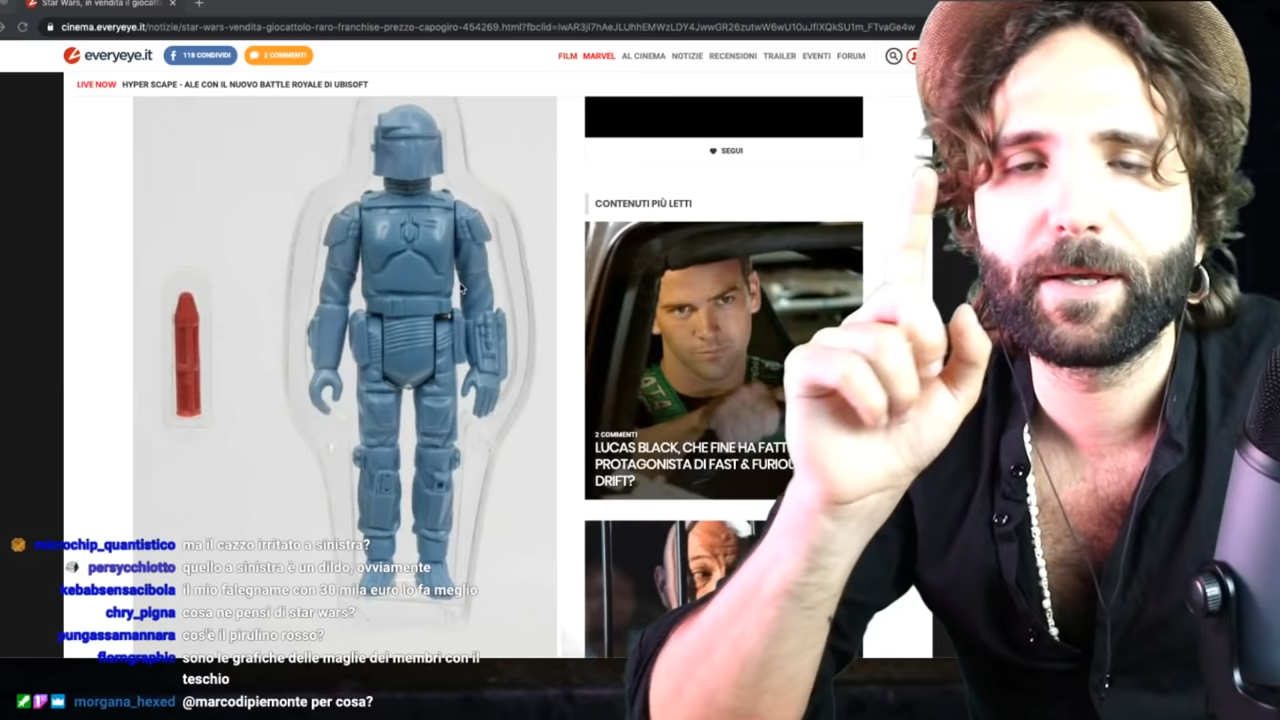 Star Wars, in vendita il giocatt
cinema.everyeye.it/notizie/star-wars-vendita-giocattolo-raro-franchise-prezzo-capogiro-454269.html?fbclid=IwAR3jl7hAeJLUhhEMWzLDY4JwwGR26zutwW6wU10uJflXQkSU1m_FTvaGe4w
everyeye.it
118 CONDIVIDI
2 COMMENTI
FILM MARVEL AL CINEMA NOTIZIE RECENSIONI TRAILER EVENTI FORUM
LIVE NOW HYPER SCAPE - ALE CON IL NUOVO BATTLE ROYALE DI UBISOFT
SEGUI
CONTENUTI PIÙ LETTI
2 COMMENTI
LUCAS BLACK, CHE FINE HA FATT
PROTAGONISTA DI FAST & FURIOU
DRIFT?
ma il cazzo irritato a sinistra?
persycchiotto quello a sinistra è un dildo, ovviamente
kebabsensacibola il mio falegname con 30 mila euro lo fa meglio
chry_pigna cosa ne pensi di star wars?
pungassamannara cos'è il pirulino rosso?
sono le grafiche delle maglie dei membri con il
teschio
morgana_hexed @marcodipiemonte per cosa?